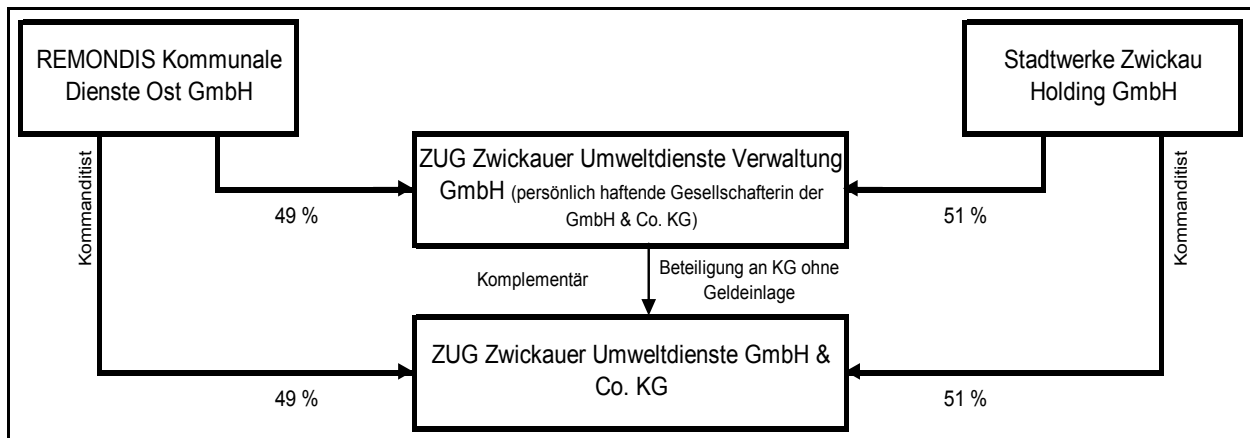 REMONDIS Kommunale
Dienste Ost GmbH
Stadtwerke Zwickau
Holding GmbH
Kommanditist
ZUG Zwickauer Umweltdienste Verwaltung
GmbH (persönlich haftende Gesellschafterin der
GmbH & Co. KG)
Kommanditist
49 %
51 %
Komplementär
Beteiligung an KG ohne
Geldeinlage
ZUG Zwickauer Umweltdienste GmbH &
Co. KG
49 %
51 %